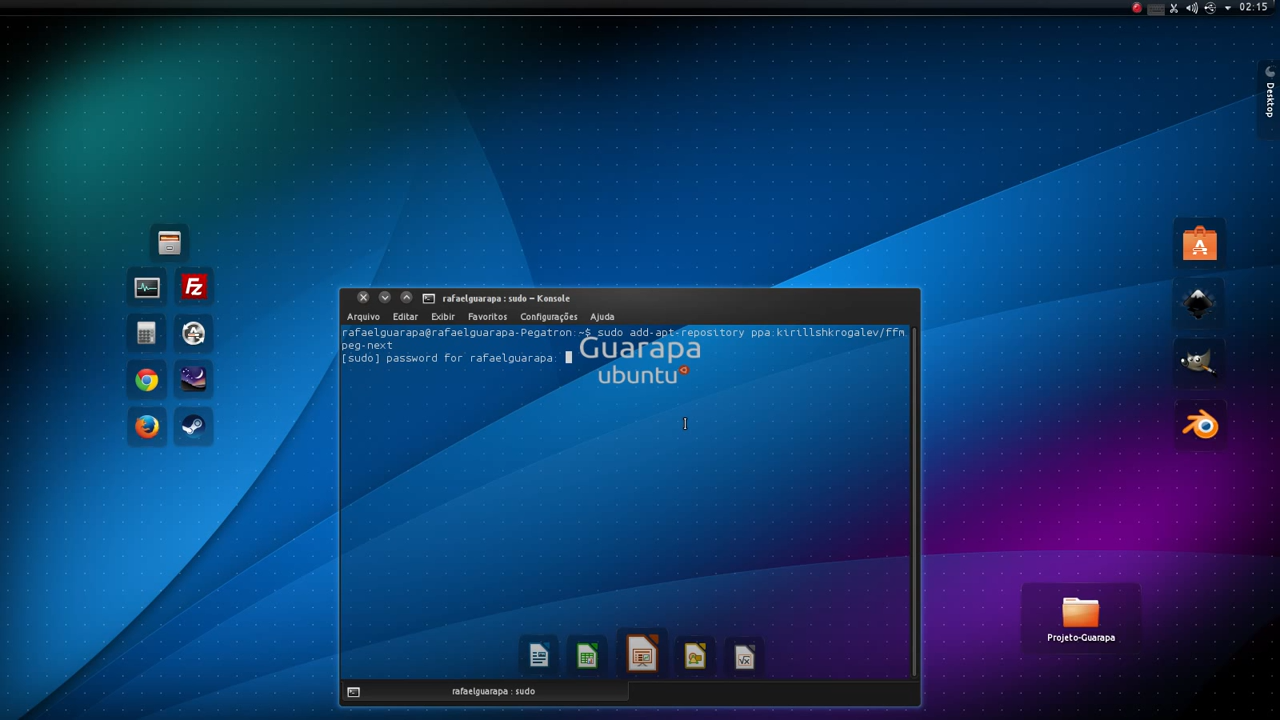 02:15
Desktop
rafaelguarapa : sudo – Konsole
Arquivo Editar Exibir Favoritos Configurações Ajuda
rafaelguarapa@rafaelguarapa-Pegatron:~$ sudo add-apt-repository ppa:kirillshkrogalev/ffm
peg-next
[sudo] password for rafaelguarapa:
Guarapa
ubuntu
Projeto-Guarapa
rafaelguarapa : sudo